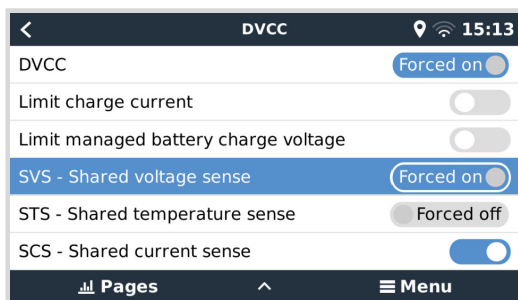 DVCC 15:13
DVCC Forced on
Limit charge current
Limit managed battery charge voltage
SVS - Shared voltage sense Forced on
STS - Shared temperature sense Forced off
SCS - Shared current sense
Pages Menu